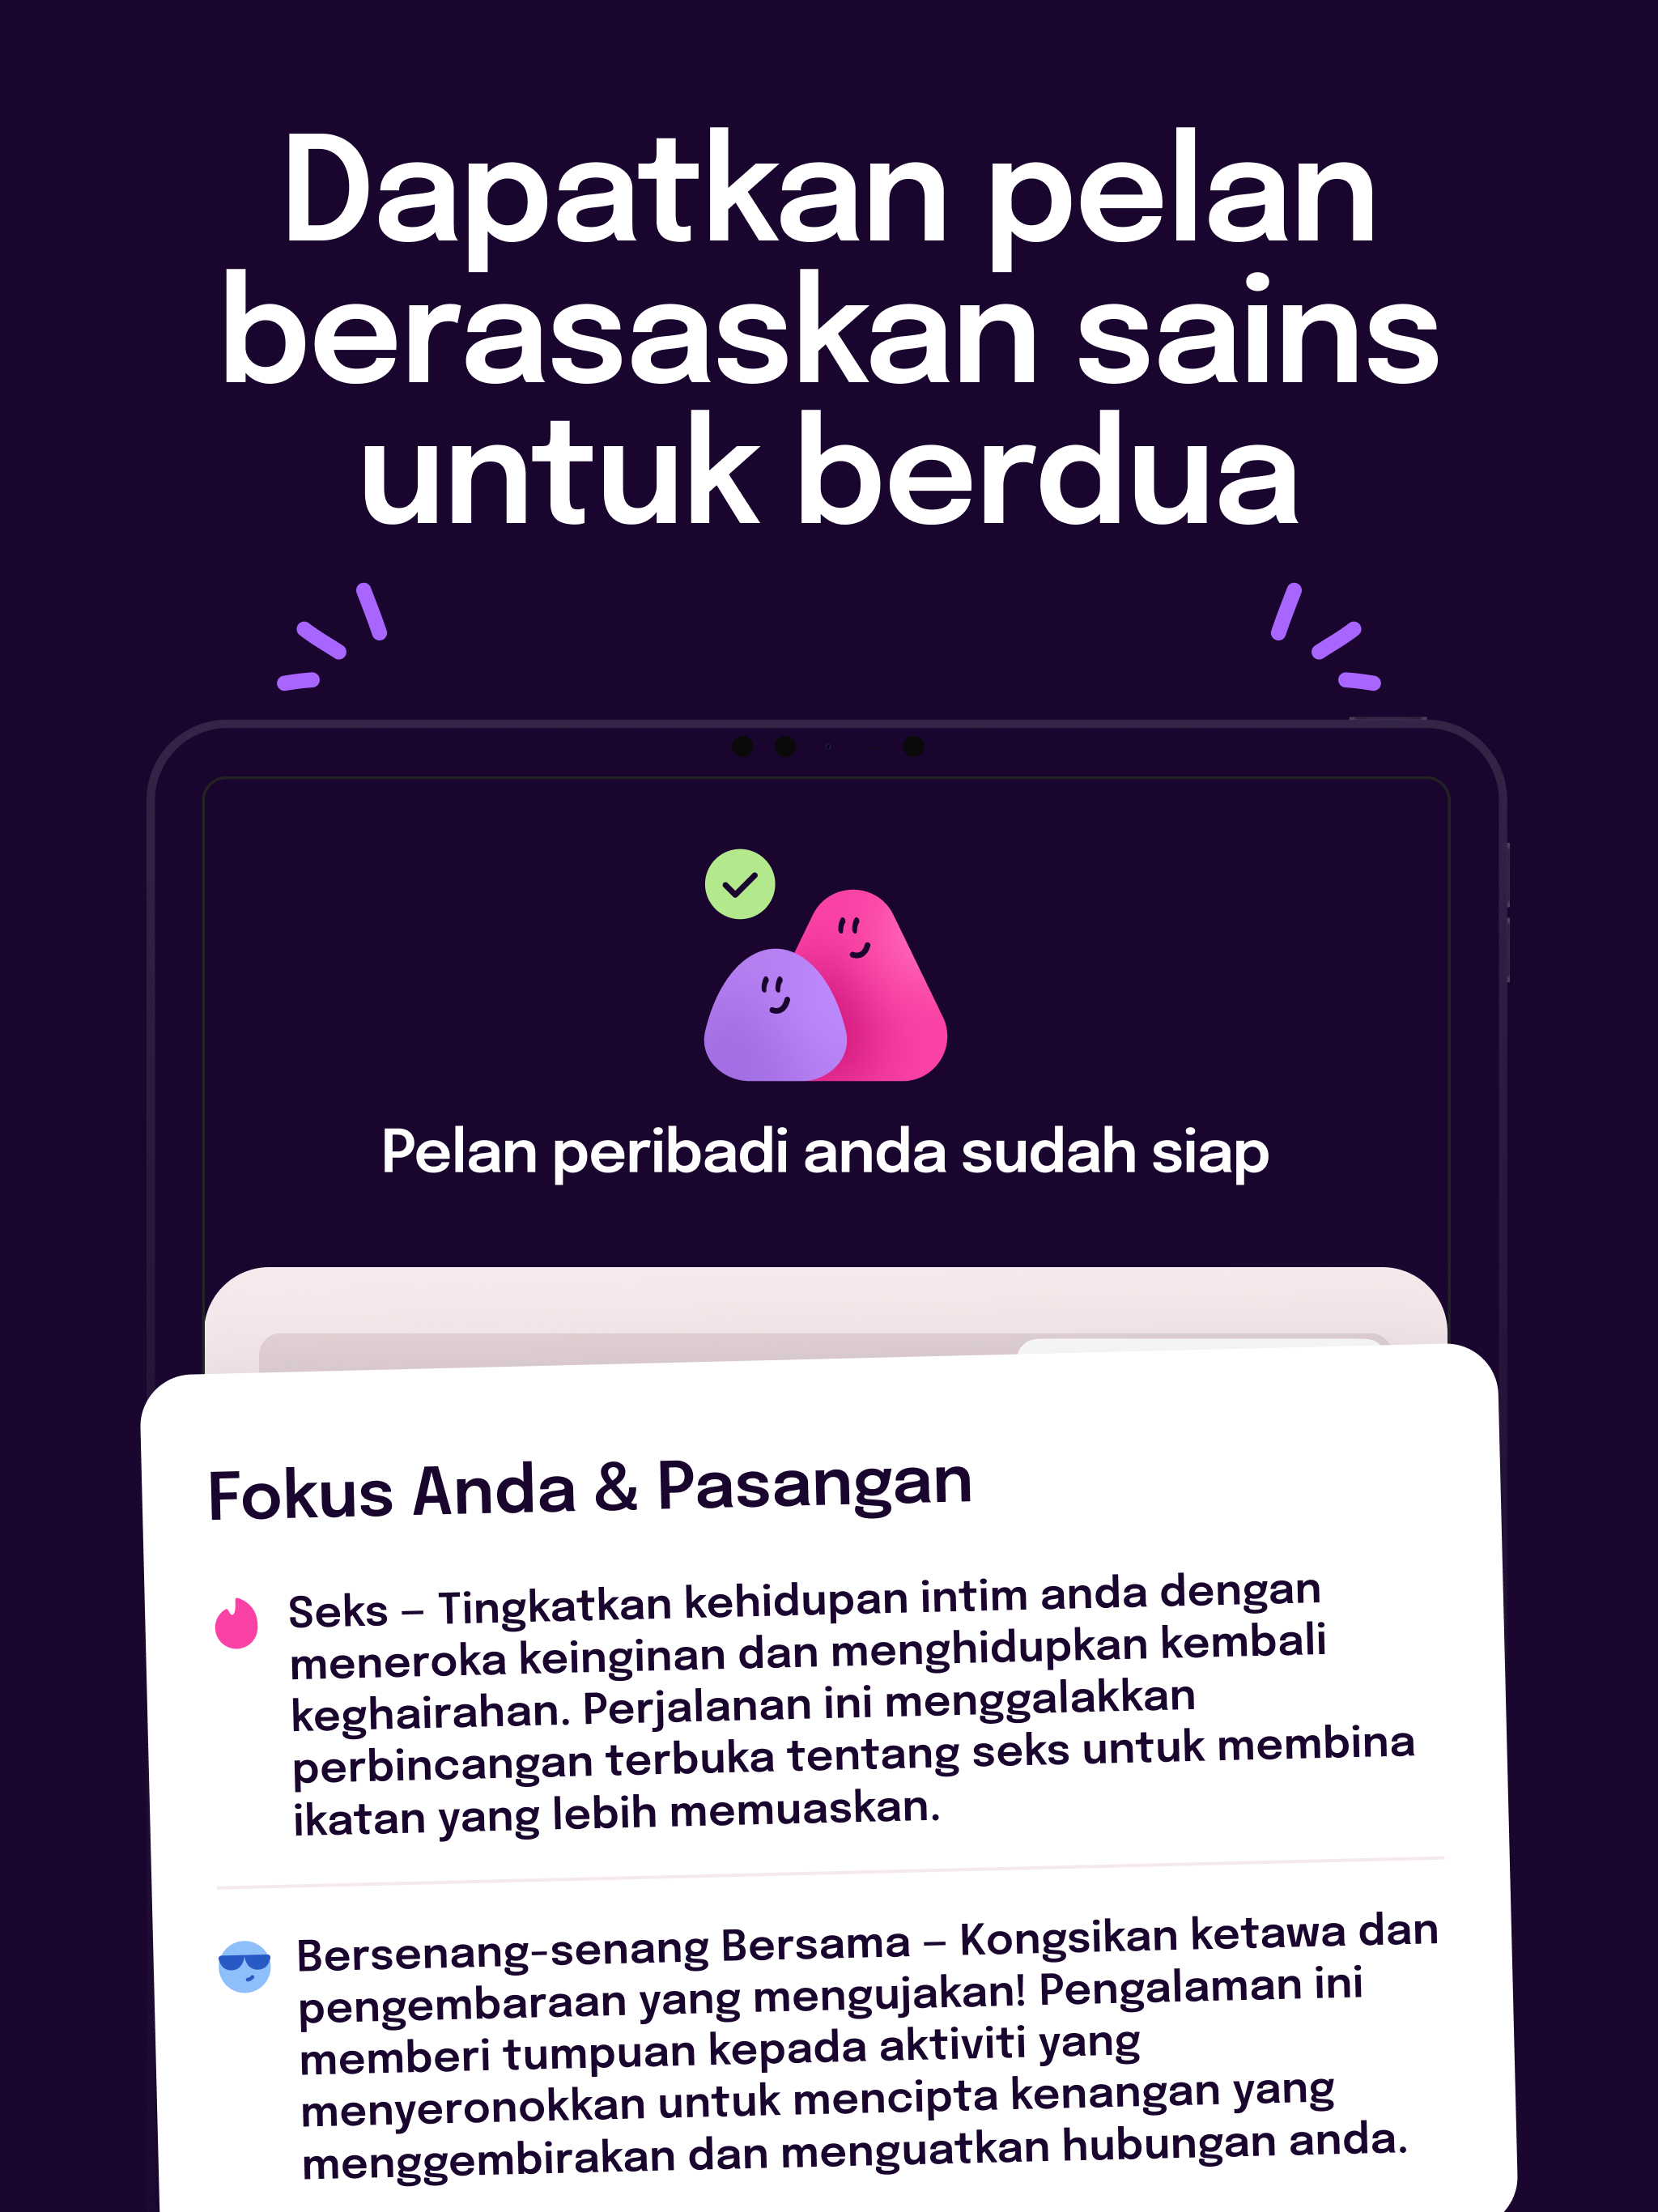 Dapatkan pelan
berasaskan sains
untuk berdua
Pelan peribadi anda sudah siap
Fokus Anda & Pasangan
Seks – Tingkatkan kehidupan intim anda dengan
meneroka keinginan dan menghidupkan kembali
keghairahan. Perjalanan ini menggalakkan
perbincangan terbuka tentang seks untuk membina
ikatan yang lebih memuaskan.
Bersenang-senang Bersama – Kongsikan ketawa dan
pengembaraan yang mengujakan! Pengalaman ini
memberi tumpuan kepada aktiviti yang
menyeronokkan untuk mencipta kenangan yang
menggembirakan dan menguatkan hubungan anda.